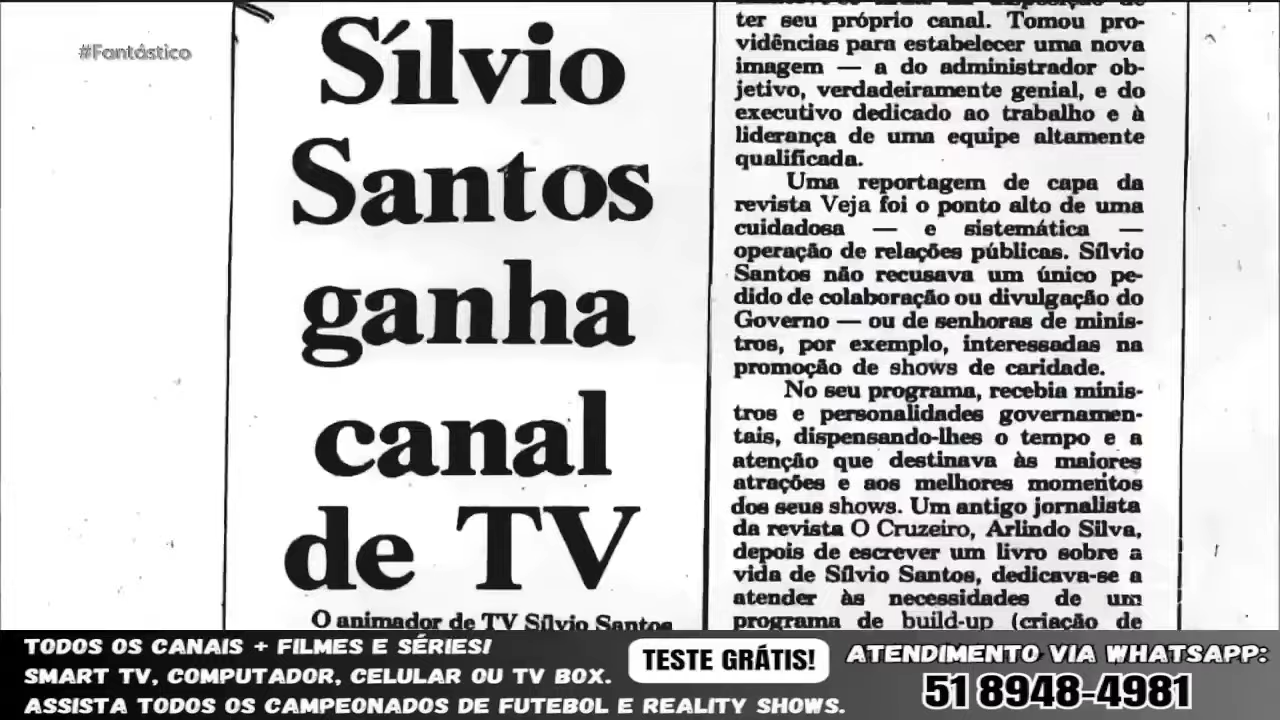 #Fantástico
Sílvio
Santos
ganha
canal
de TV
O animador de TV Sílvio Santos
ter seu próprio canal. Tomou pro-
vidências para estabelecer uma nova
imagem — a do administrador ob-
jetivo, verdadeiramente genial, e do
executivo dedicado ao trabalho e à
liderança de uma equipe altamente
qualificada.
Uma reportagem de capa da
revista Veja foi o ponto alto de uma
cuidadosa — e sistemática —
operação de relações públicas. Sílvio
Santos não recusava um único pe-
dido de colaboração ou divulgação do
Governo — ou de senhoras de minis-
tros, por exemplo, interessadas na
promoção de shows de caridade.
No seu programa, recebia minis-
tros e personalidades governamen-
tais, dispensando-lhes o tempo e a
atenção que destinava às maiores
atrações e aos melhores momentos
dos seus shows. Um antigo jornalista
da revista O Cruzeiro, Arlindo Silva,
depois de escrever um livro sobre a
vida de Sílvio Santos, dedicava-se a
atender às necessidades de um
programa de build-up (criação de
TODOS OS CANAIS + FILMES E SÉRIES!
SMART TV, COMPUTADOR, CELULAR OU TV BOX.
ASSISTA TODOS OS CAMPEONADOS DE FUTEBOL E REALITY SHOWS.
TESTE GRÁTIS!
ATENDIMENTO VIA WHATSAPP:
51 8948-4981